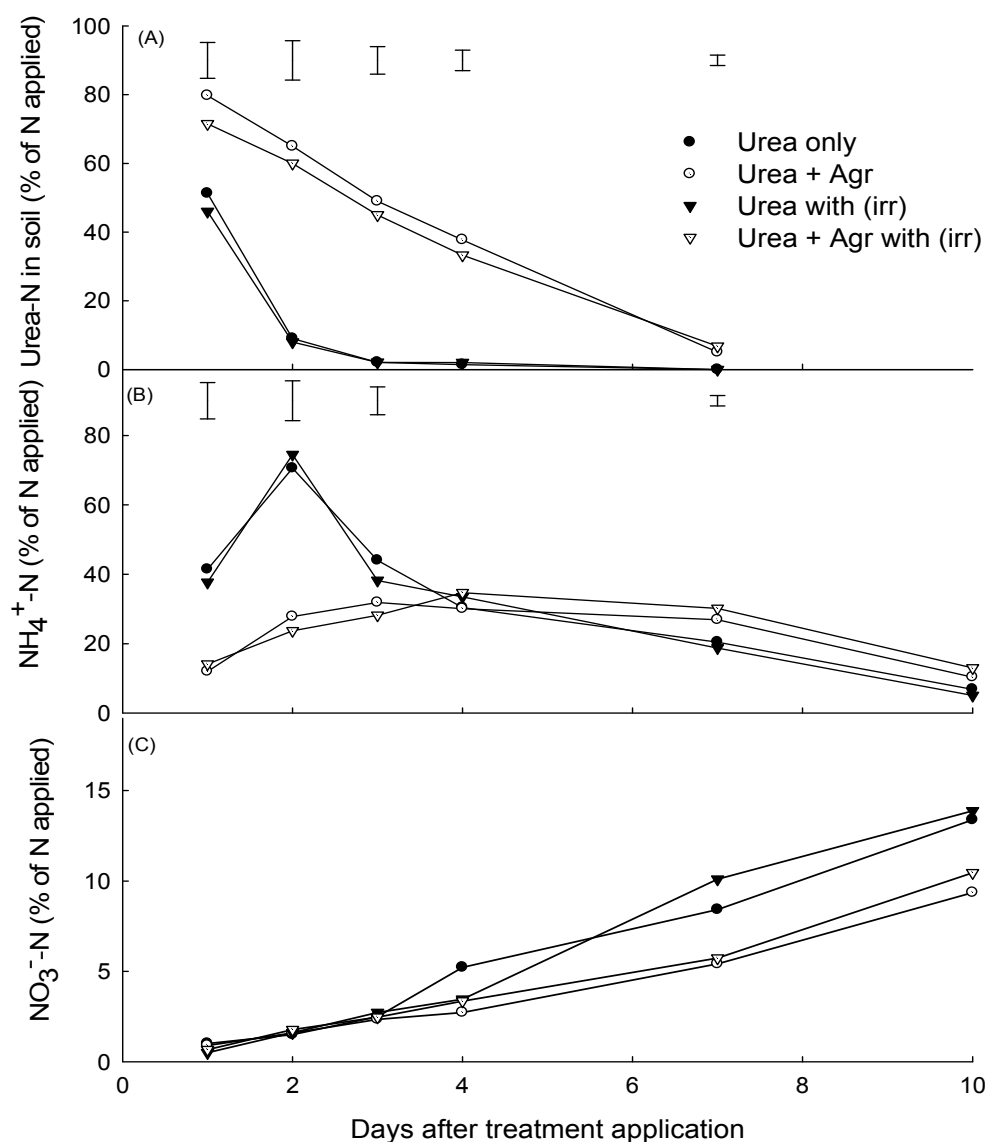 (A)
Urea-N in soil (% of N applied)
100
80
60
40
20
0
Urea only
Urea + Agr
Urea with (irr)
Urea + Agr with (irr)
(B)
NH₄⁺-N (% of N applied)
80
60
40
20
0
(C)
NO₃⁻-N (% of N applied)
15
10
5
0
0 2 4 6 8 10
Days after treatment application